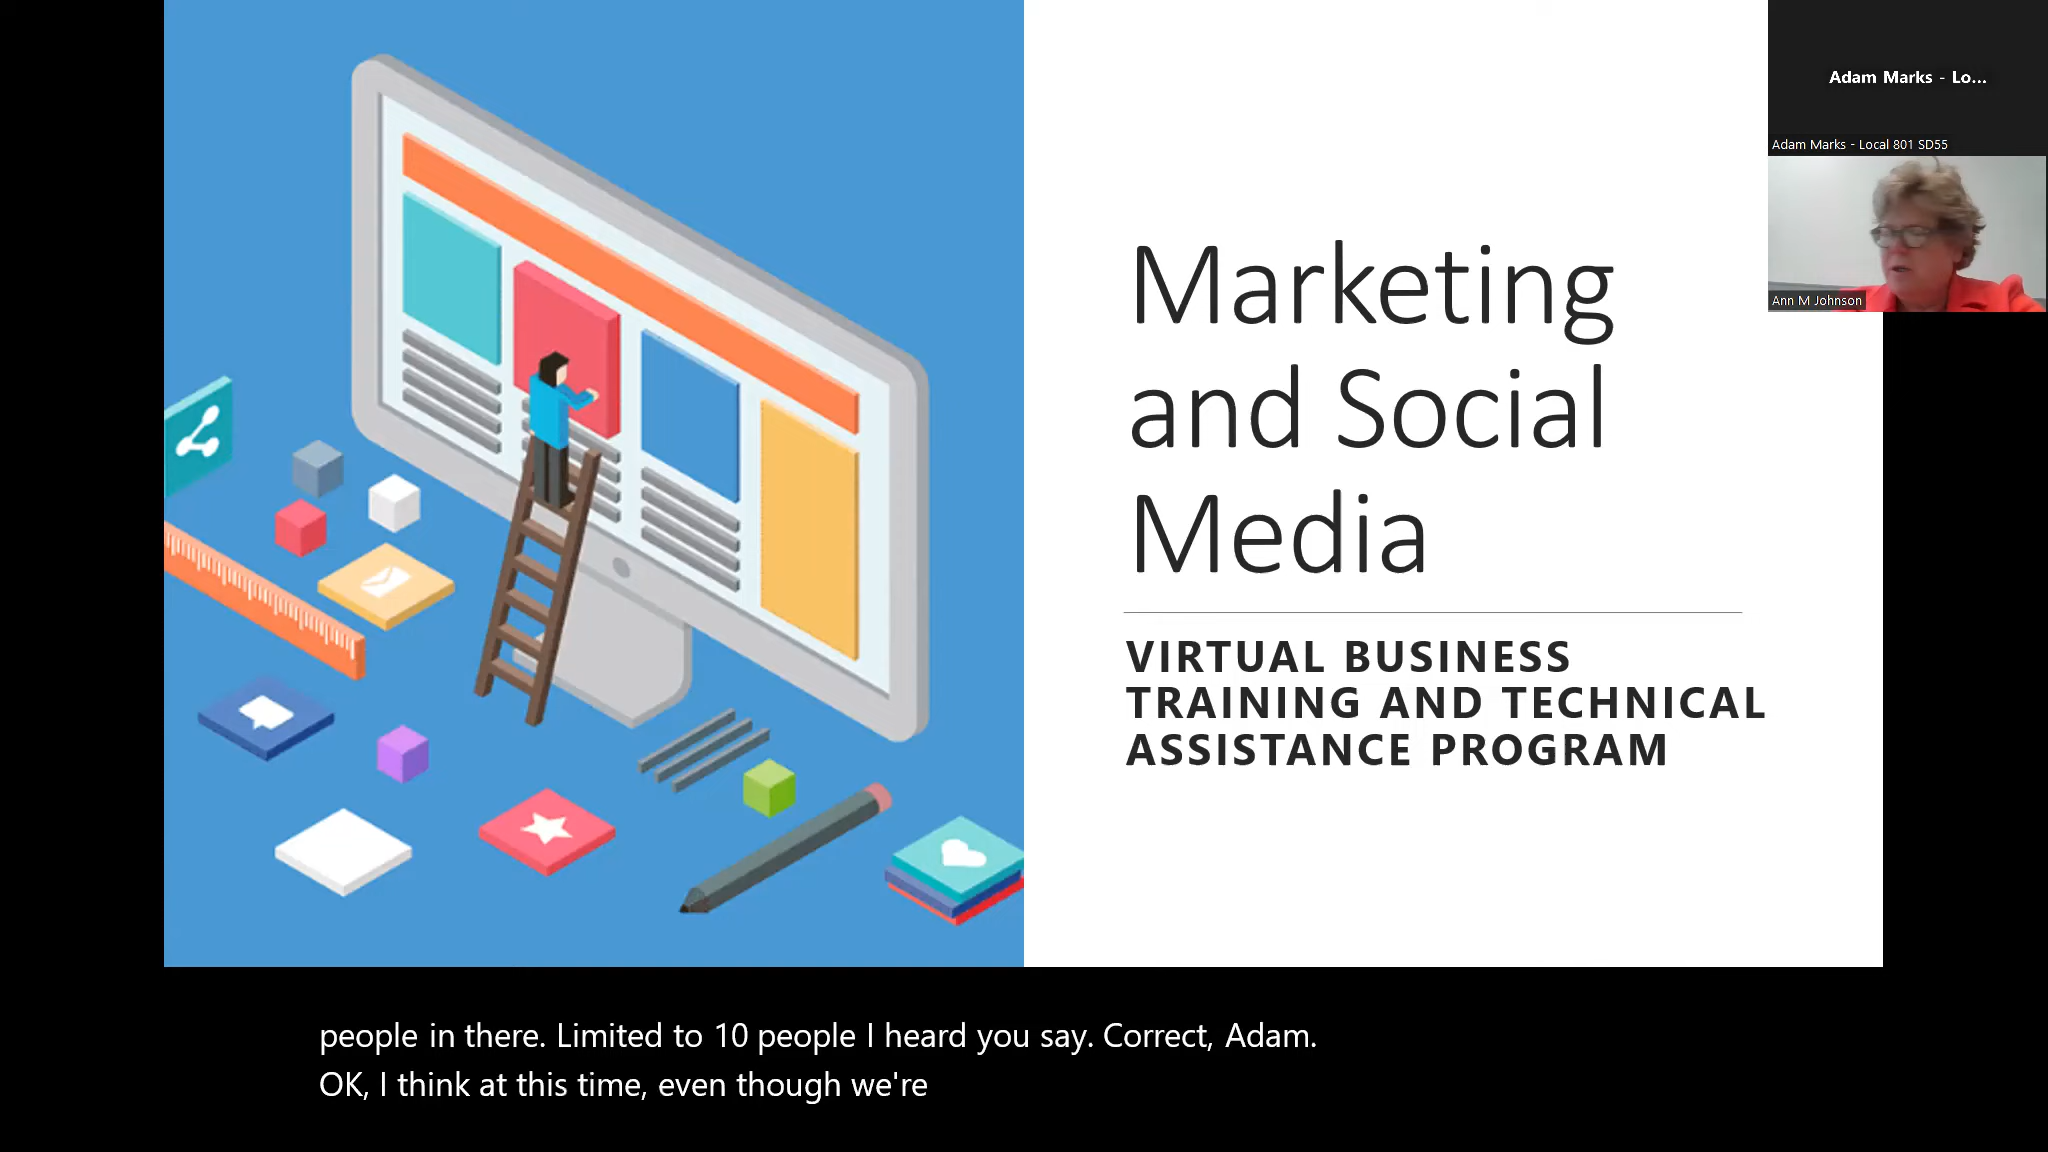 Marketing
and Social
Media
VIRTUAL BUSINESS
TRAINING AND TECHNICAL
ASSISTANCE PROGRAM
Adam Marks - Lo...
Adam Marks - Local 801 SD55
Ann M Johnson
people in there. Limited to 10 people I heard you say. Correct, Adam.
OK, I think at this time, even though we're